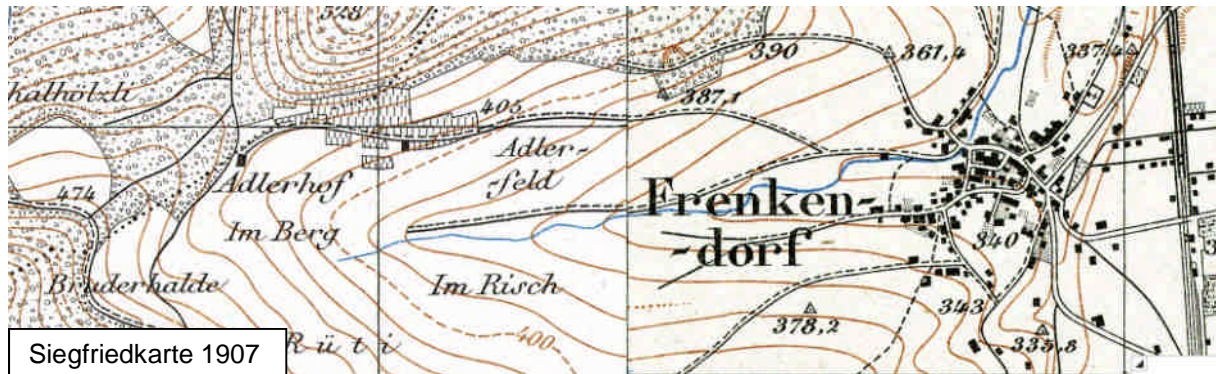 528
390
361,4
337,4
halhölzli
387,1
405
Adler-
-feld
Adlerhof
474
Im Berg
Frenken-
-dorf
340
Bruderhalde
Im Risch
343
378,2
400
335,8
Rüti
Siegfriedkarte 1907